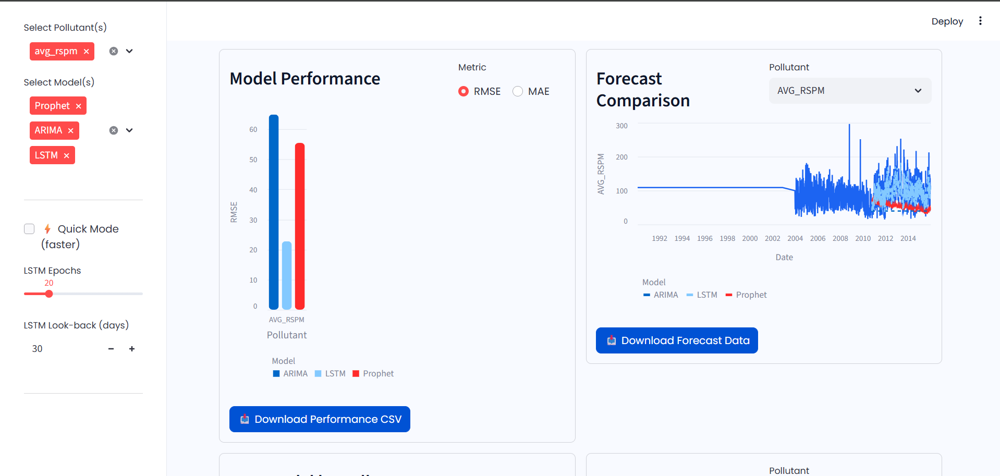 Select Pollutant(s)
avg_rspm
Select Model(s)
Prophet
ARIMA
LSTM
Quick Mode
(faster)
LSTM Epochs
20
LSTM Look-back (days)
30
Deploy
Model Performance
Metric
RMSE MAE
60
50
40
30
20
10
0
RMSE
AVG_RSPM
Pollutant
Model
ARIMA LSTM Prophet
Download Performance CSV
Forecast
Comparison
Pollutant
AVG_RSPM
300
200
100
0
AVG_RSPM
1992 1994 1996 1998 2000 2002 2004 2006 2008 2010 2012 2014
Date
Model
ARIMA LSTM Prophet
Download Forecast Data
Pollutant